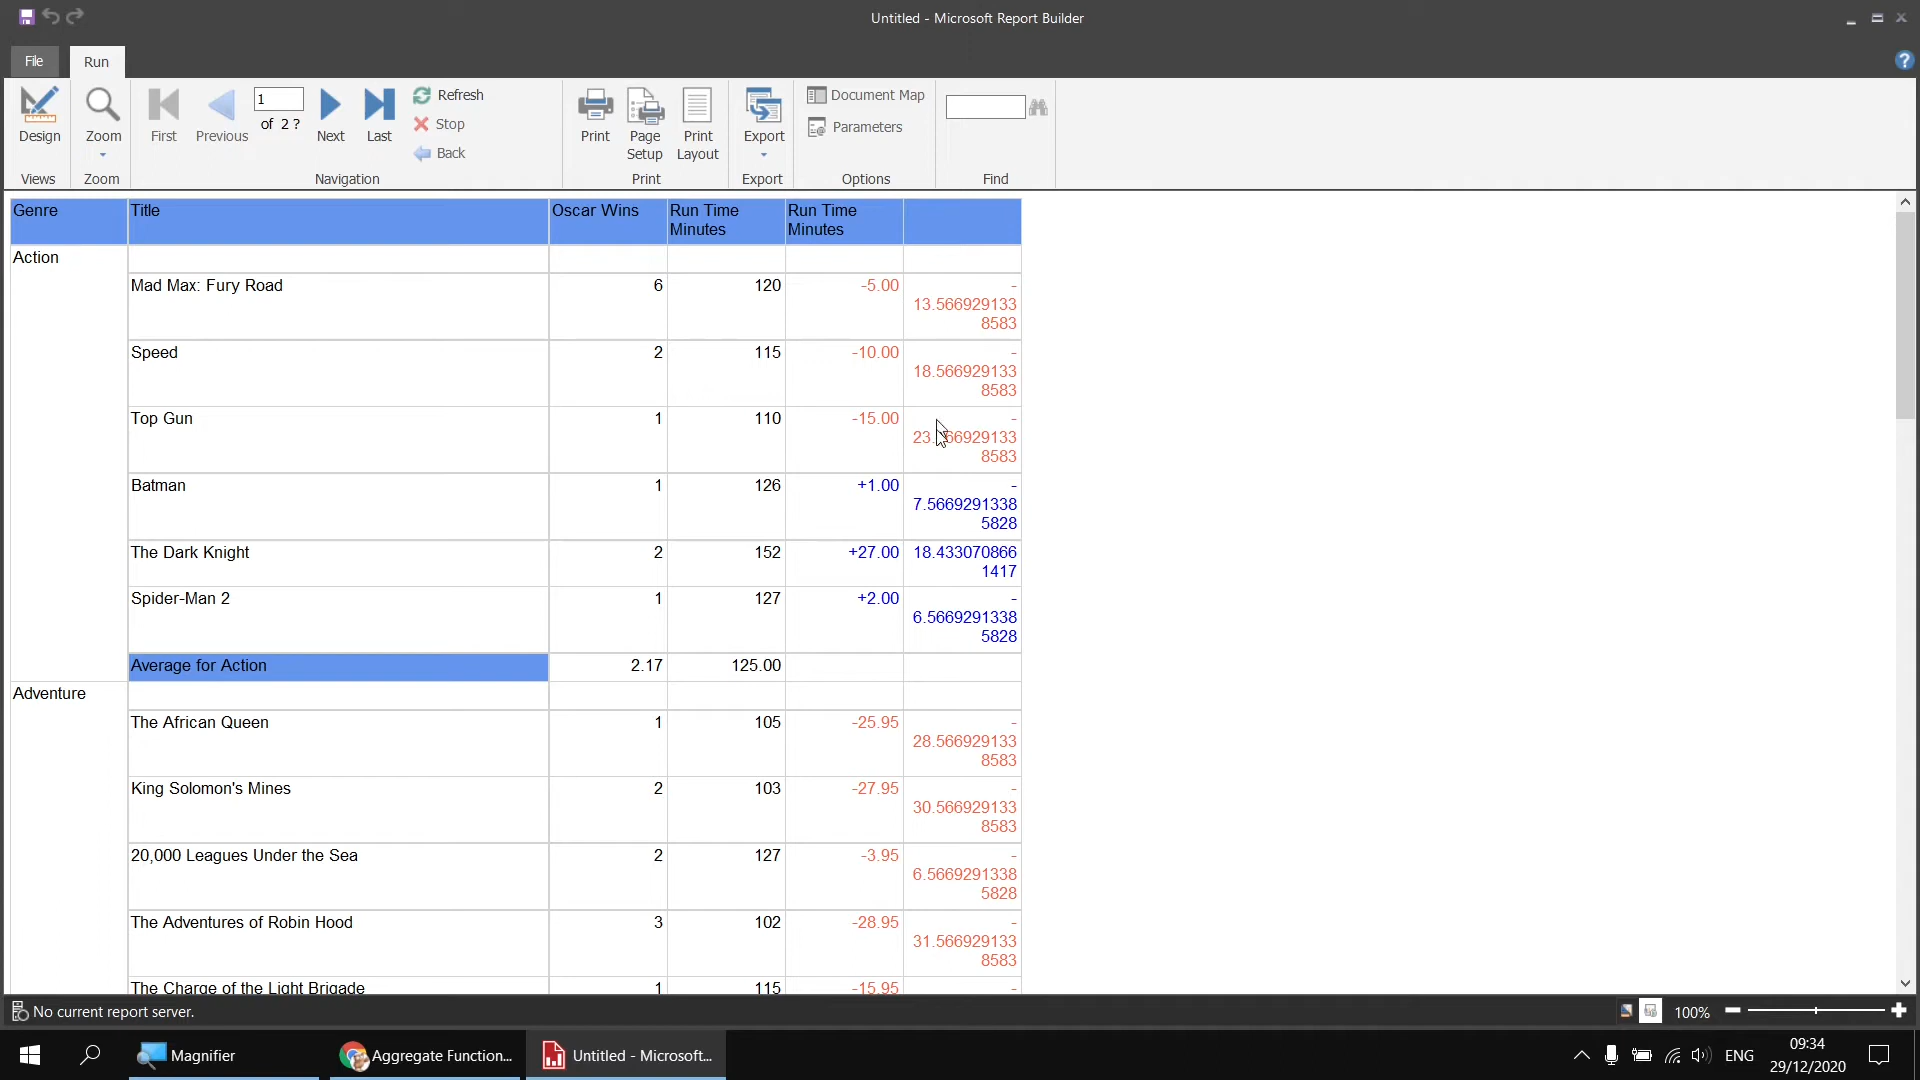 Untitled - Microsoft Report Builder
File
Run
Design
Zoom
First
Previous
1
of 2 ?
Next
Last
Refresh
Stop
Back
Print
Page
Setup
Print
Layout
Export
Document Map
Parameters
Views
Zoom
Navigation
Print
Export
Options
Find
Genre
Title
Oscar Wins
Run Time
Minutes
Run Time
Minutes
Action
Mad Max: Fury Road
6
120
-5.00
-
13.566929133
8583
Speed
2
115
-10.00
-
18.566929133
8583
Top Gun
1
110
-15.00
-
23.566929133
8583
Batman
1
126
+1.00
-
7.5669291338
5828
The Dark Knight
2
152
+27.00
18.433070866
1417
Spider-Man 2
1
127
+2.00
-
6.5669291338
5828
Average for Action
2.17
125.00
Adventure
The African Queen
1
105
-25.95
-
28.566929133
8583
King Solomon's Mines
2
103
-27.95
-
30.566929133
8583
20,000 Leagues Under the Sea
2
127
-3.95
-
6.5669291338
5828
The Adventures of Robin Hood
3
102
-28.95
-
31.566929133
8583
The Charge of the Light Brigade
1
115
-15.95
-
No current report server.
100%
Magnifier
Aggregate Function...
Untitled - Microsoft...
ENG
09:34
29/12/2020